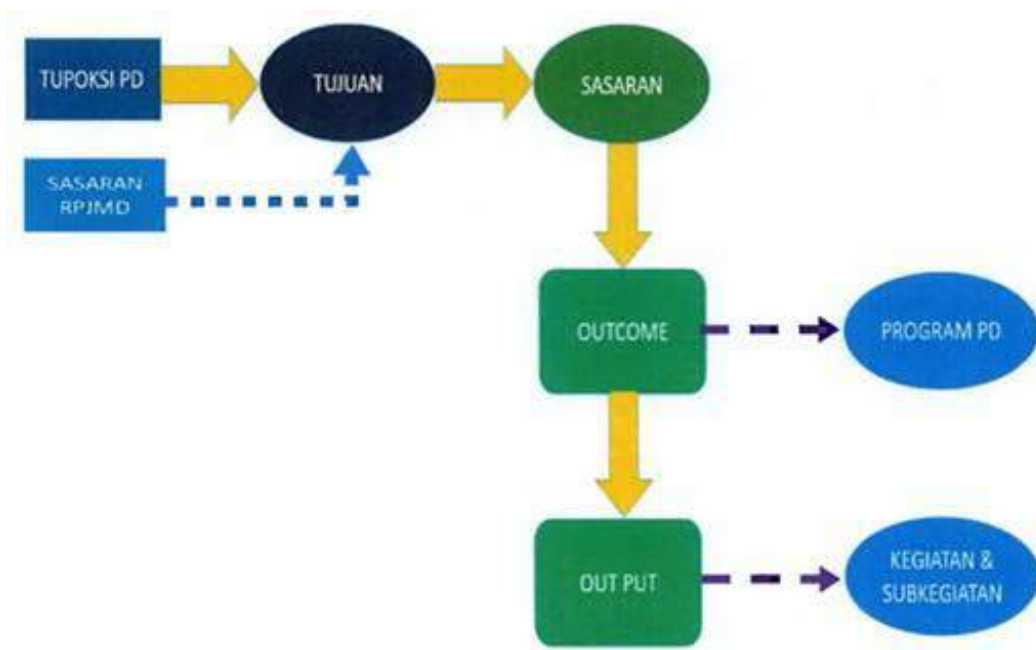 TUPOKSI PD
TUJUAN
SASARAN
SASARAN
RPJMD
OUTCOME
PROGRAM PD
OUT PUT
KEGIATAN &
SUBKEGIATAN